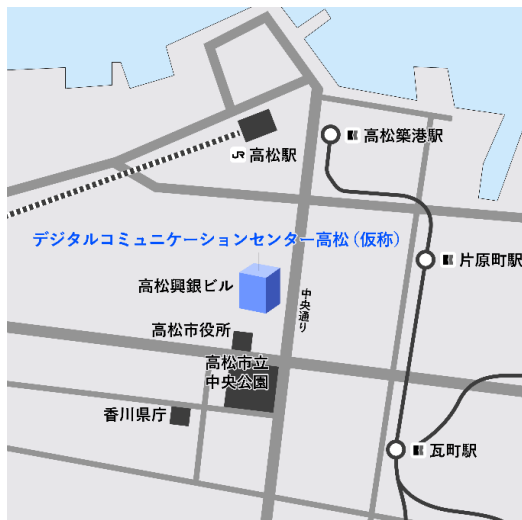 高松築港駅
JR 高松駅
デジタルコミュニケーションセンター高松(仮称)
片原町駅
高松興銀ビル
中央通り
高松市役所
高松市立
中央公園
香川県庁
瓦町駅